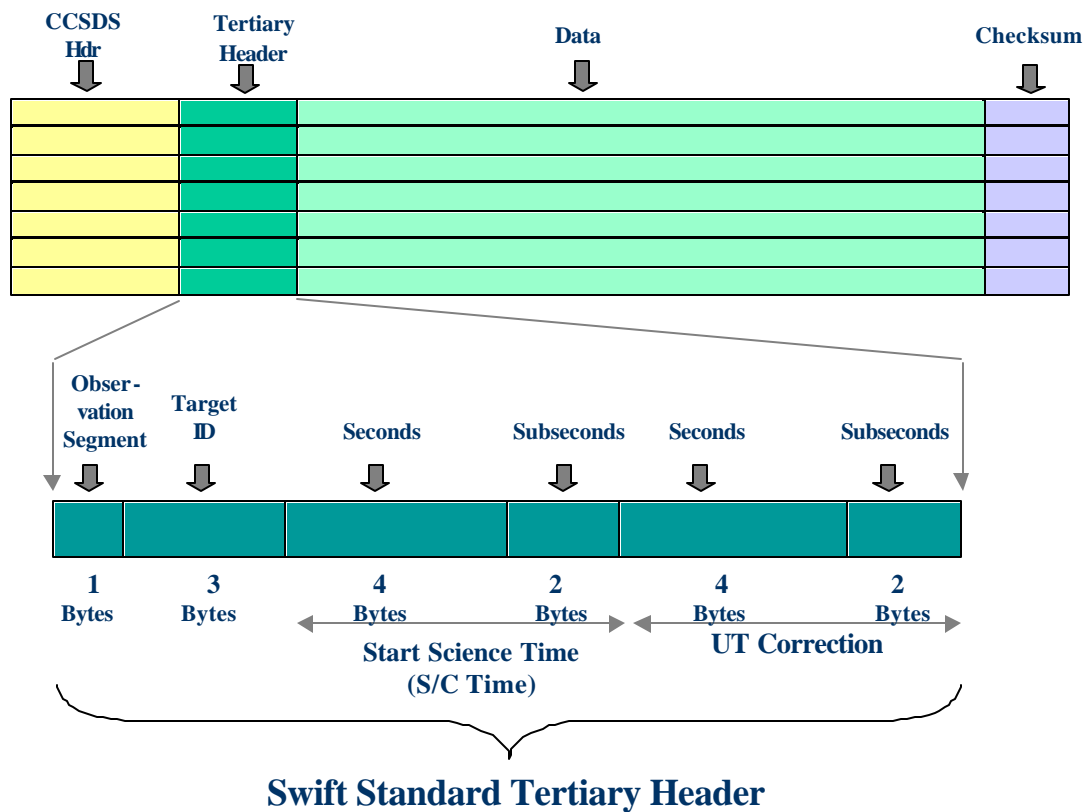 CCSDS
Hdr
Tertiary
Header
Data
Checksum
Obser-
vation
Segment
Target
ID
Seconds
Subseconds
Seconds
Subseconds
1
Bytes
3
Bytes
4
Bytes
2
Bytes
4
Bytes
2
Bytes
Start Science Time
(S/C Time)
UT Correction
Swift Standard Tertiary Header